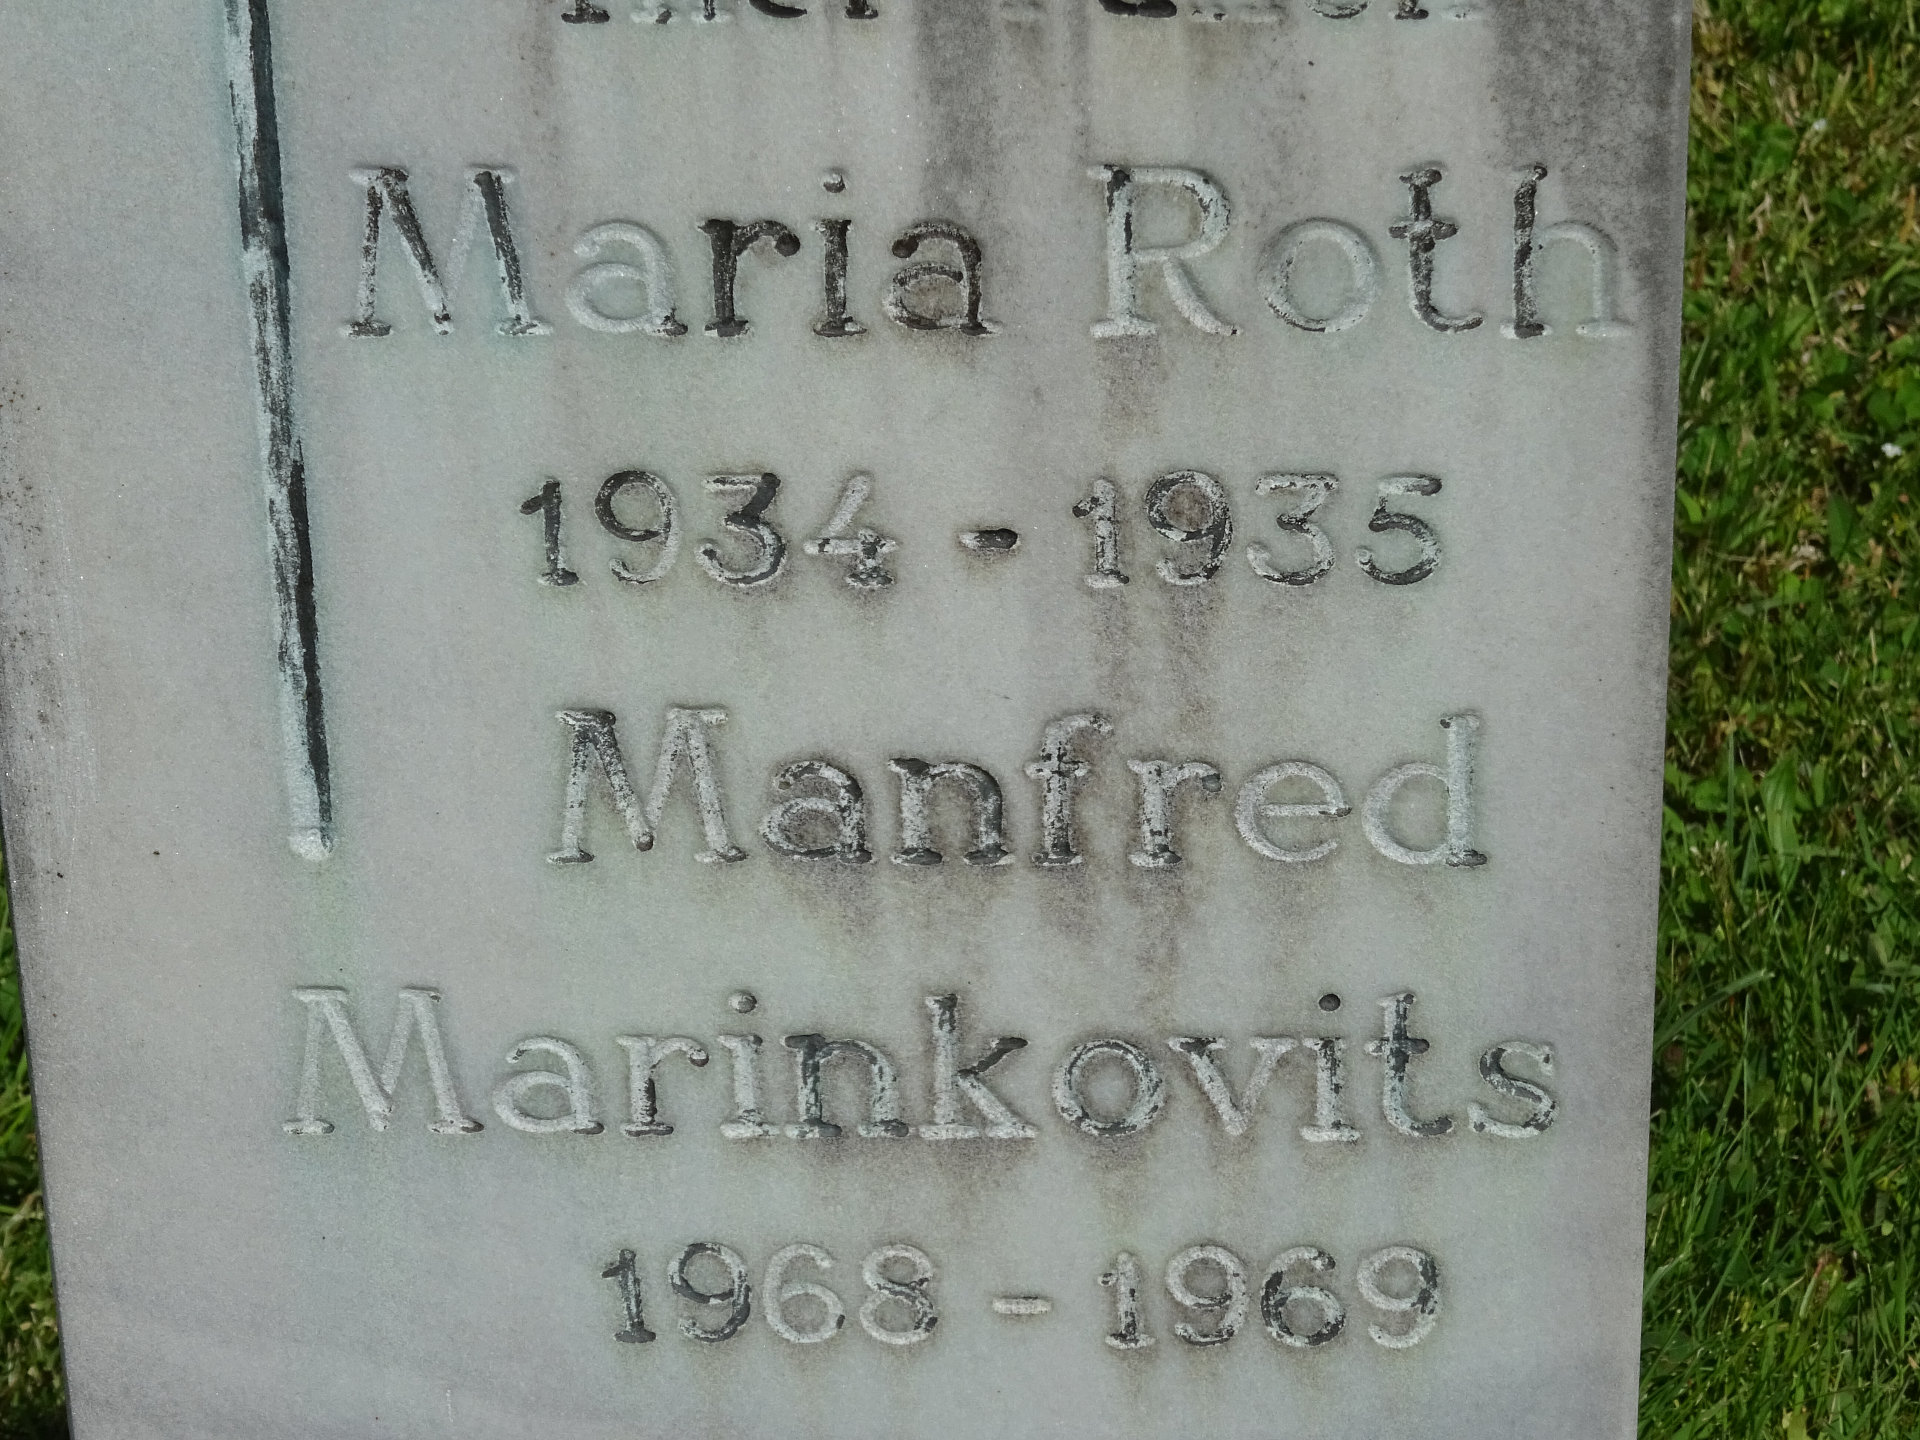 Maria Roth
1934 - 1935
Manfred
Marinkovits
1968 - 1969